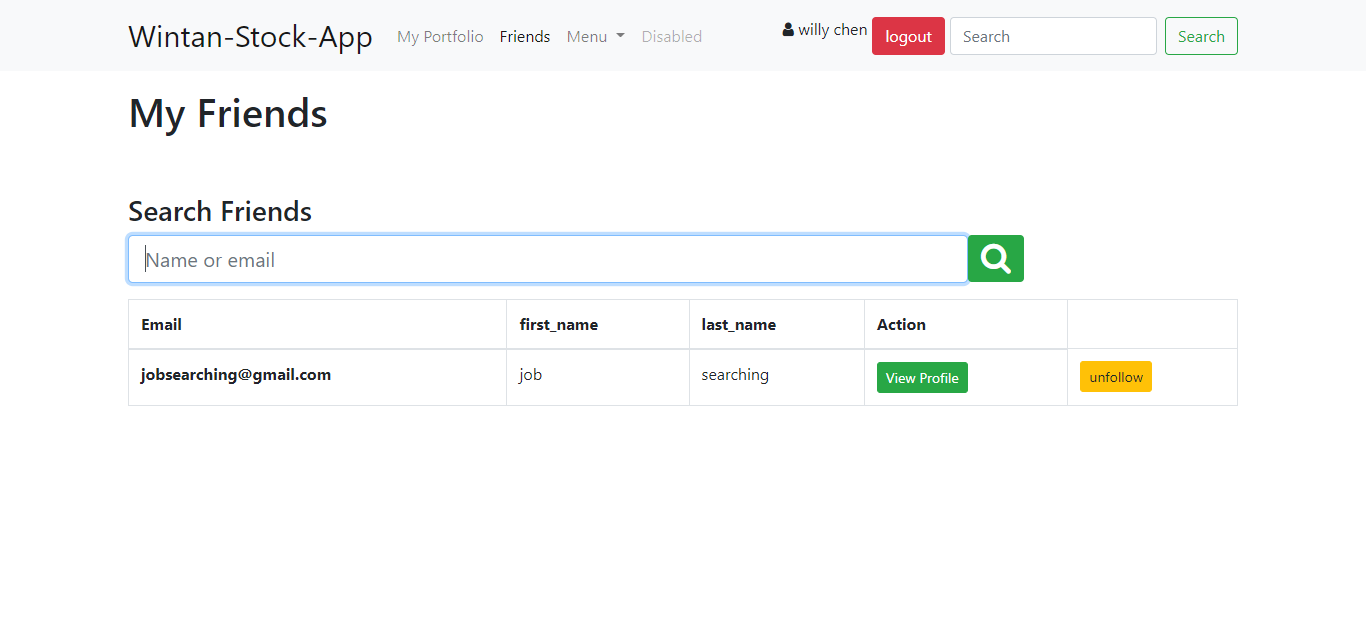 Wintan-Stock-App My Portfolio Friends Menu Disabled willy chen logout Search Search
My Friends
Search Friends
Name or email
Email first_name last_name Action
jobsearching@gmail.com job searching View Profile unfollow